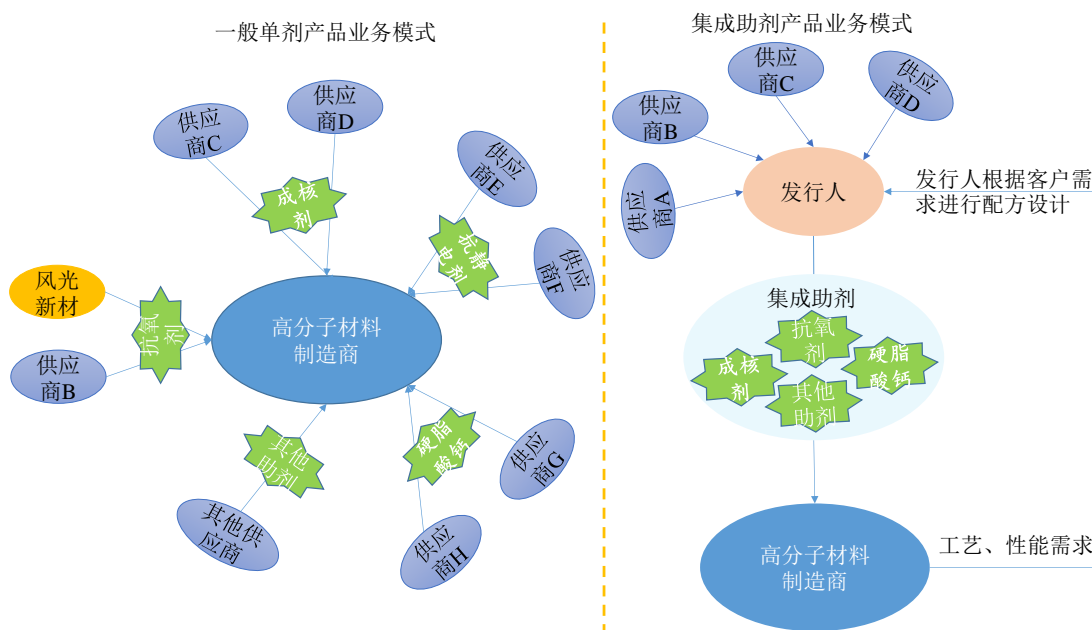 一般单剂产品业务模式
供应
商C
供应
商D
成核
剂
供应
商E
抗静
电剂
供应
商F
风光
新材
抗氧
剂
供应
商B
高分子材料
制造商
其他
助剂
硬脂
酸钙
供应
商G
其他供
应商
供应
商H
集成助剂产品业务模式
供应
商C
供应
商D
供应
商B
供应
商A
发行人
发行人根据客户需
求进行配方设计
集成助剂
抗氧
剂
成核
剂
硬脂
酸钙
其他
助剂
高分子材料
制造商
工艺、性能需求